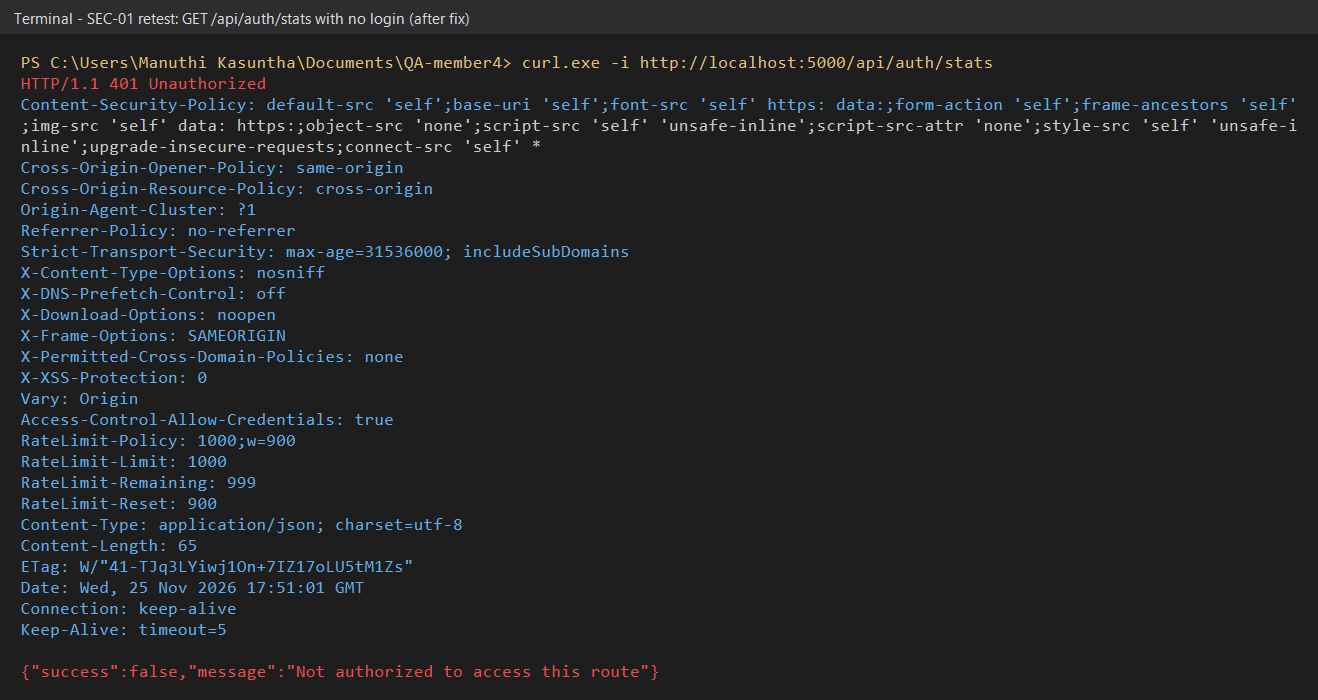 Terminal - SEC-01 retest: GET /api/auth/stats with no login (after fix)
PS C:\Users\Manuthi Kasuntha\Documents\QA-member4> curl.exe -i http://localhost:5000/api/auth/stats
HTTP/1.1 401 Unauthorized
Content-Security-Policy: default-src 'self';base-uri 'self';font-src 'self' https: data:;form-action 'self';frame-ancestors 'self'
;img-src 'self' data: https:;object-src 'none';script-src 'self' 'unsafe-inline';script-src-attr 'none';style-src 'self' 'unsafe-i
nline';upgrade-insecure-requests;connect-src 'self' *
Cross-Origin-Opener-Policy: same-origin
Cross-Origin-Resource-Policy: cross-origin
Origin-Agent-Cluster: ?1
Referrer-Policy: no-referrer
Strict-Transport-Security: max-age=31536000; includeSubDomains
X-Content-Type-Options: nosniff
X-DNS-Prefetch-Control: off
X-Download-Options: noopen
X-Frame-Options: SAMEORIGIN
X-Permitted-Cross-Domain-Policies: none
X-XSS-Protection: 0
Vary: Origin
Access-Control-Allow-Credentials: true
RateLimit-Policy: 1000;w=900
RateLimit-Limit: 1000
RateLimit-Remaining: 999
RateLimit-Reset: 900
Content-Type: application/json; charset=utf-8
Content-Length: 65
ETag: W/"41-TJq3LYiwj1On+7IZ17oLU5tM1Zs"
Date: Wed, 25 Nov 2026 17:51:01 GMT
Connection: keep-alive
Keep-Alive: timeout=5
{"success":false,"message":"Not authorized to access this route"}